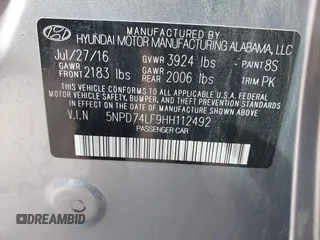 MANUFACTURED BY
HYUNDAI MOTOR MANUFACTURING ALABAMA, LLC
Jul/27/16 GVWR 3924 lbs PAINT 8S
GAWR FRONT 2183 lbs GAWR REAR 2006 lbs TRIM PK
THIS VEHICLE CONFORMS TO ALL APPLICABLE U.S. FEDERAL
MOTOR VEHICLE SAFETY, BUMPER, AND THEFT PREVENTION
STANDARDS IN EFFECT ON THE DATE OF MANUFACTURE SHOWN ABOVE.
V.I.N 5NPD74LF9HH112492
PASSENGER CAR
DREAMBID